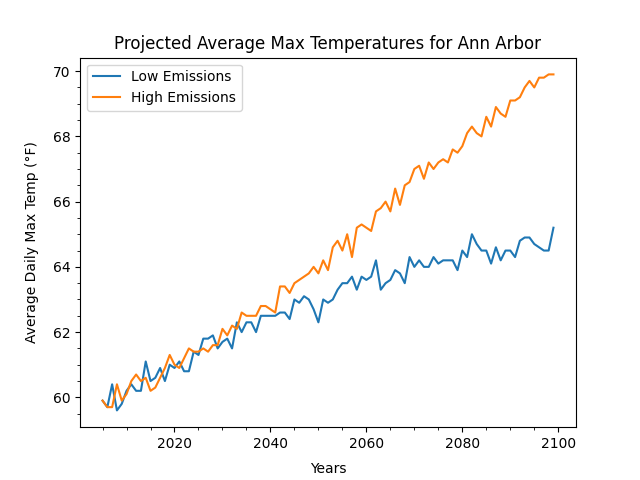 Projected Average Max Temperatures for Ann Arbor
Low Emissions
High Emissions
Average Daily Max Temp (°F)
70
68
66
64
62
60
2020 2040 2060 2080 2100
Years